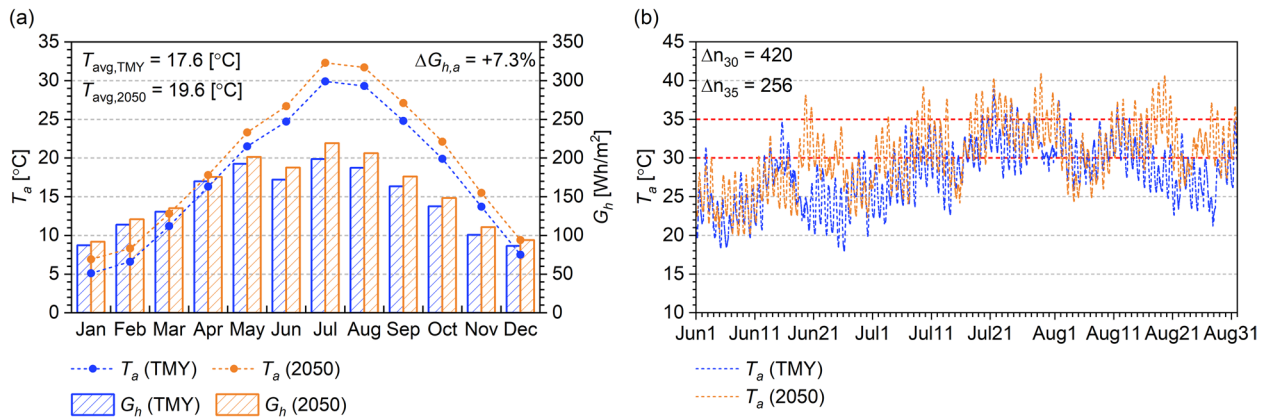 (a)
T_avg,TMY = 17.6 [°C]
T_avg,2050 = 19.6 [°C]
ΔG_h,a = +7.3%
T_a [°C]
35
30
25
20
15
10
5
0
350
300
250
200
150
100
50
0
G_h [Wh/m²]
Jan Feb Mar Apr May Jun Jul Aug Sep Oct Nov Dec
T_a (TMY) T_a (2050)
G_h (TMY) G_h (2050)
(b)
Δn_30 = 420
Δn_35 = 256
T_a [°C]
45
40
35
30
25
20
15
10
Jun1 Jun11 Jun21 Jul1 Jul11 Jul21 Aug1 Aug11 Aug21 Aug31
T_a (TMY)
T_a (2050)